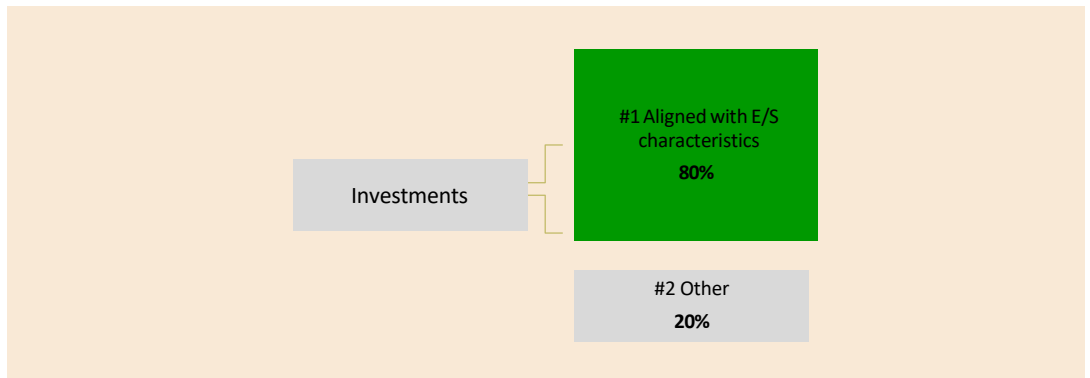 Investments
#1 Aligned with E/S
characteristics
80%
#2 Other
20%